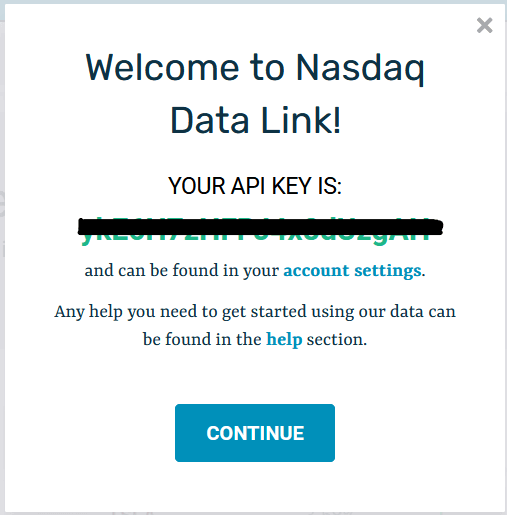 Welcome to Nasdaq
Data Link!
YOUR API KEY IS:
and can be found in your account settings.
Any help you need to get started using our data can
be found in the help section.
CONTINUE